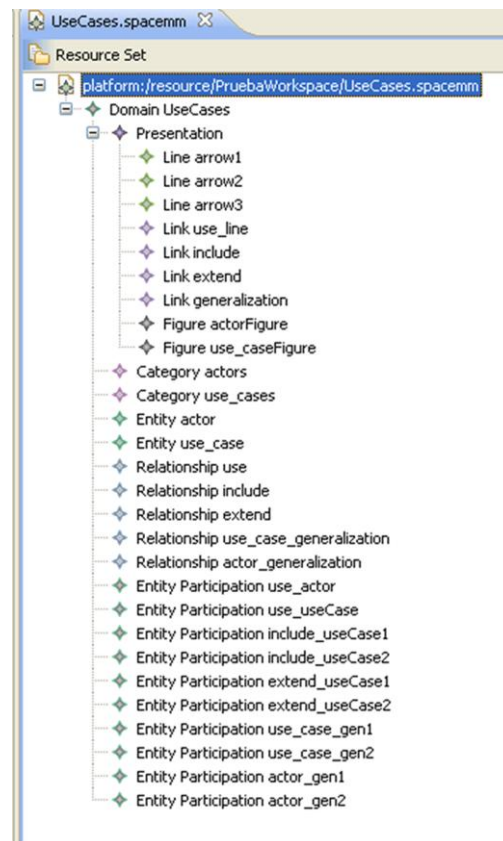 UseCases.spacemm
Resource Set
platform:/resource/PruebaWorkspace/UseCases.spacemm
Domain UseCases
Presentation
Line arrow1
Line arrow2
Line arrow3
Link use_line
Link include
Link extend
Link generalization
Figure actorFigure
Figure use_caseFigure
Category actors
Category use_cases
Entity actor
Entity use_case
Relationship use
Relationship include
Relationship extend
Relationship use_case_generalization
Relationship actor_generalization
Entity Participation use_actor
Entity Participation use_useCase
Entity Participation include_useCase1
Entity Participation include_useCase2
Entity Participation extend_useCase1
Entity Participation extend_useCase2
Entity Participation use_case_gen1
Entity Participation use_case_gen2
Entity Participation actor_gen1
Entity Participation actor_gen2